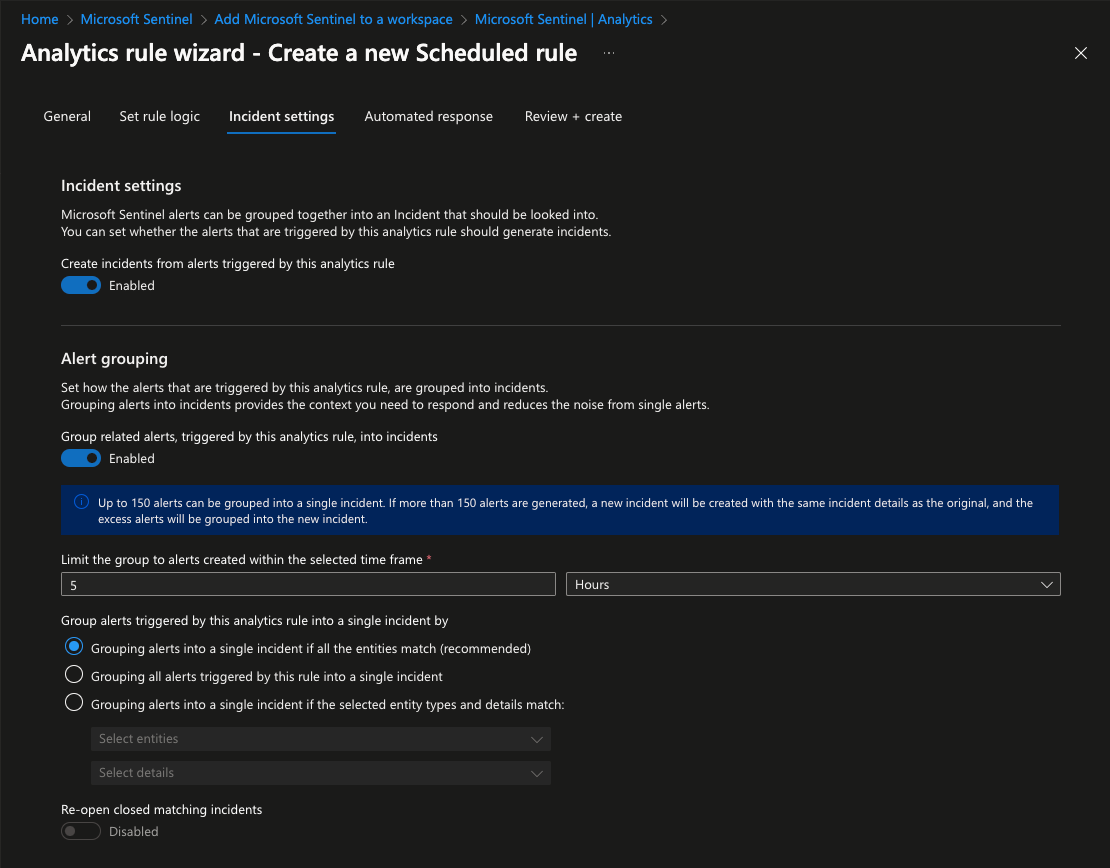 Home > Microsoft Sentinel > Add Microsoft Sentinel to a workspace > Microsoft Sentinel | Analytics >
Analytics rule wizard - Create a new Scheduled rule ...
General Set rule logic Incident settings Automated response Review + create
Incident settings
Microsoft Sentinel alerts can be grouped together into an Incident that should be looked into.
You can set whether the alerts that are triggered by this analytics rule should generate incidents.
Create incidents from alerts triggered by this analytics rule
Enabled
Alert grouping
Set how the alerts that are triggered by this analytics rule, are grouped into incidents.
Grouping alerts into incidents provides the context you need to respond and reduces the noise from single alerts.
Group related alerts, triggered by this analytics rule, into incidents
Enabled
Up to 150 alerts can be grouped into a single incident. If more than 150 alerts are generated, a new incident will be created with the same incident details as the original, and the
excess alerts will be grouped into the new incident.
Limit the group to alerts created within the selected time frame *
5 Hours
Group alerts triggered by this analytics rule into a single incident by
Grouping alerts into a single incident if all the entities match (recommended)
Grouping all alerts triggered by this rule into a single incident
Grouping alerts into a single incident if the selected entity types and details match:
Select entities
Select details
Re-open closed matching incidents
Disabled